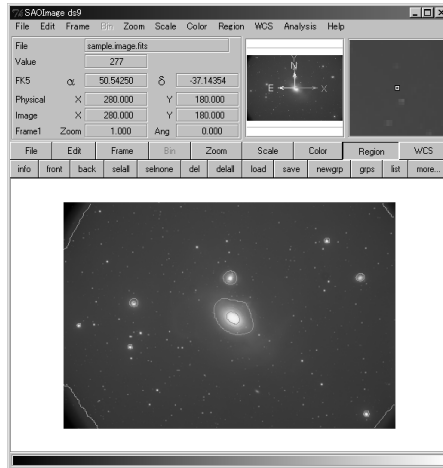 SAOImage ds9
File Edit Frame Bin Zoom Scale Color Region WCS Analysis Help
File sample.image.fits
Value 277
FK5 α 50.54250 δ -37.14354
Physical X 280.000 Y 180.000
Image X 280.000 Y 180.000
Frame1 Zoom 1.000 Ang 0.000
N
E X
File Edit Frame Bin Zoom Scale Color Region WCS
info front back selall selnone del delall load save newgrp grps list more...